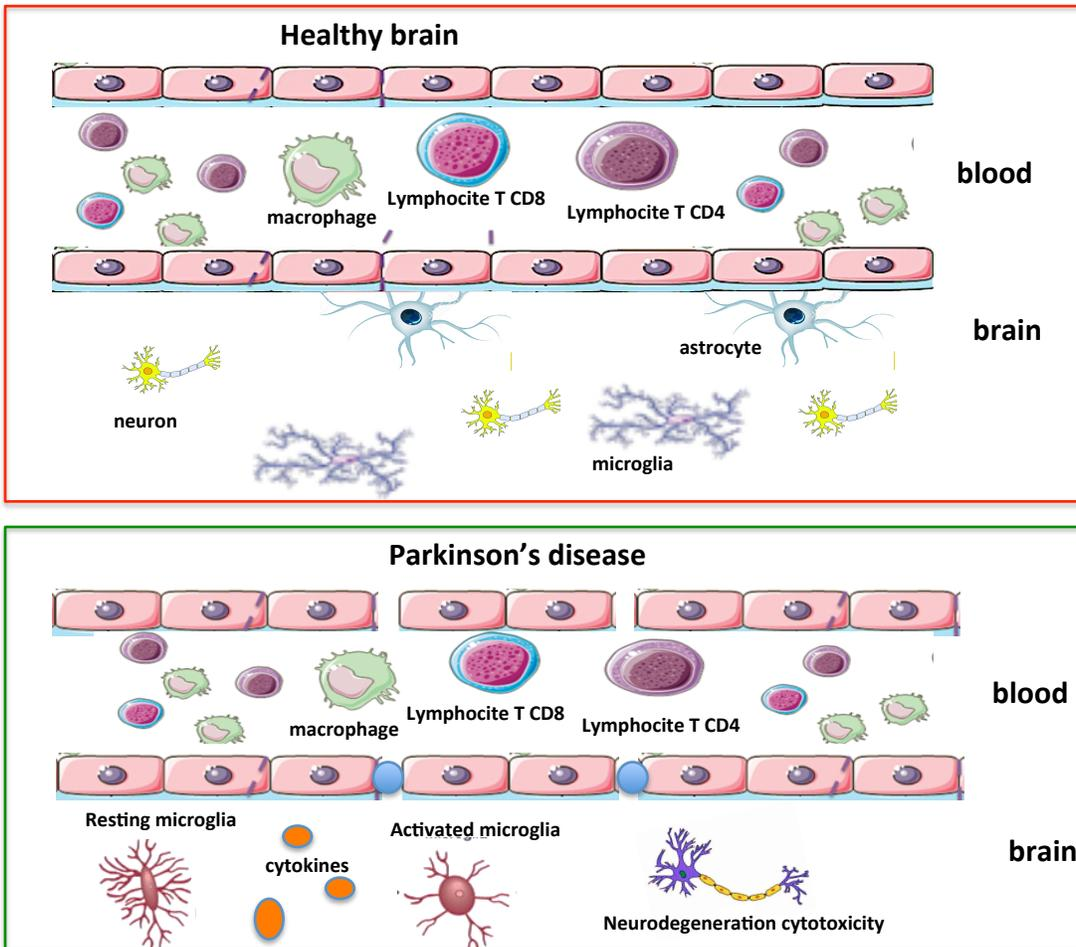 Healthy brain
blood
macrophage
Lymphocite T CD8
Lymphocite T CD4
brain
astrocyte
neuron
microglia
Parkinson’s disease
blood
macrophage
Lymphocite T CD8
Lymphocite T CD4
Resting microglia
Activated microglia
cytokines
brain
Neurodegeneration cytotoxicity